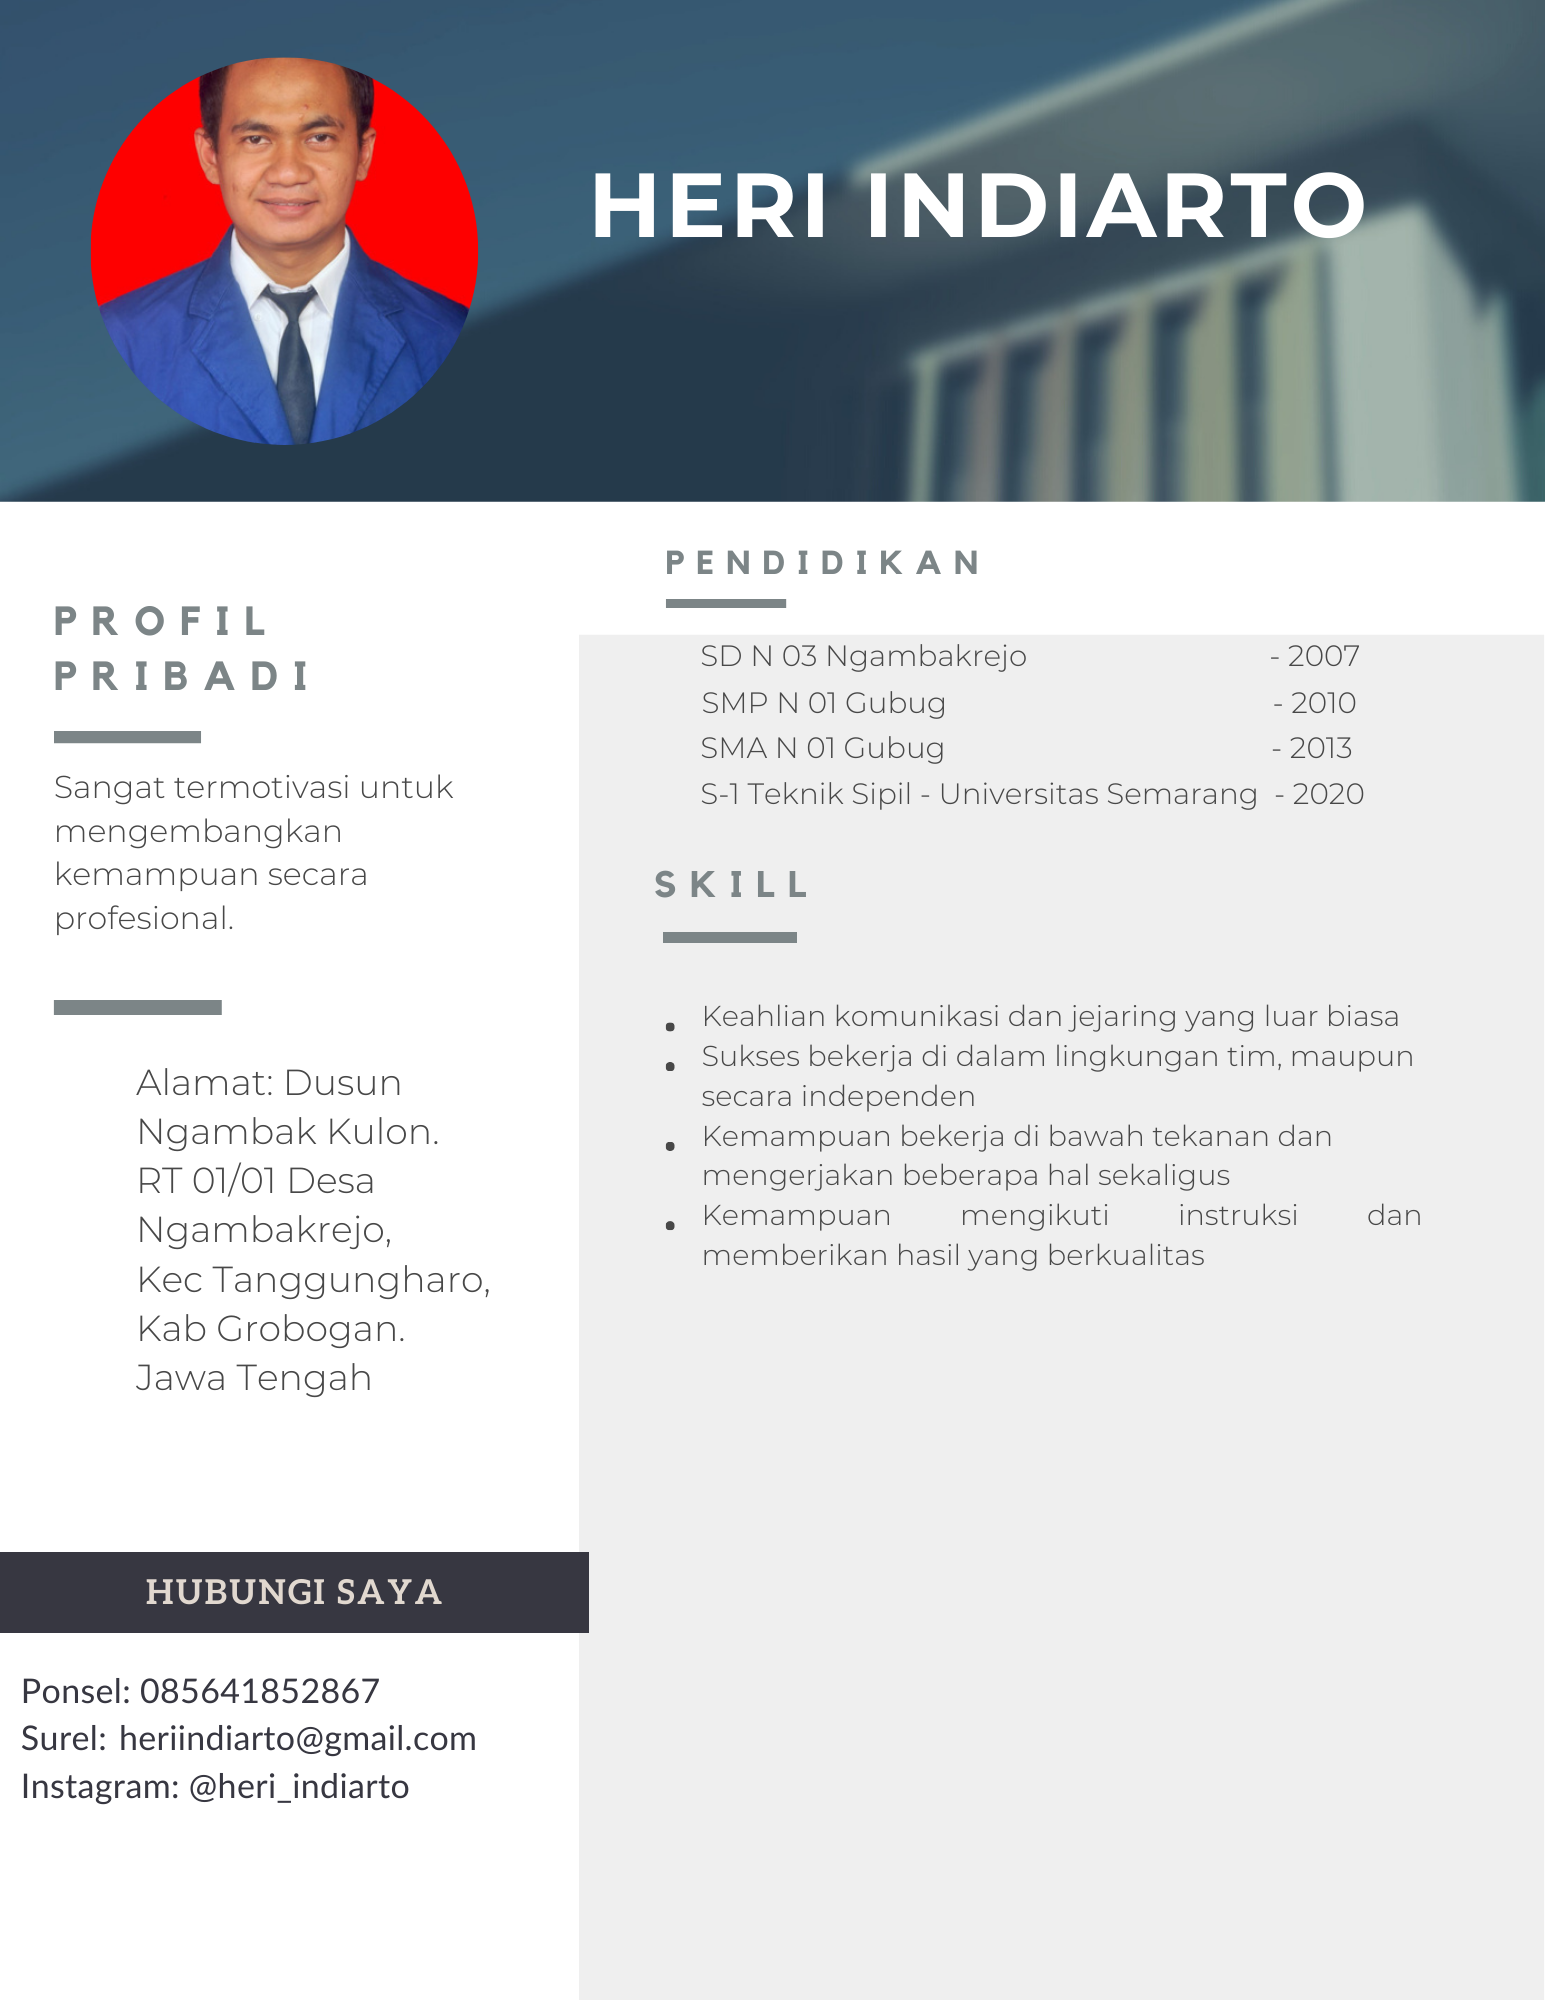 HERI INDIARTO
PROFIL
PRIBADI
Sangat termotivasi untuk
mengembangkan
kemampuan secara
profesional.
Alamat: Dusun
Ngambak Kulon.
RT 01/01 Desa
Ngambakrejo,
Kec Tanggungharo,
Kab Grobogan.
Jawa Tengah
HUBUNGI SAYA
Ponsel: 085641852867
Surel: heriindiarto@gmail.com
Instagram: @heri_indiarto
PENDIDIKAN
SD N 03 Ngambakrejo - 2007
SMP N 01 Gubug - 2010
SMA N 01 Gubug - 2013
S-1 Teknik Sipil - Universitas Semarang - 2020
SKILL
• Keahlian komunikasi dan jejaring yang luar biasa
• Sukses bekerja di dalam lingkungan tim, maupun
secara independen
• Kemampuan bekerja di bawah tekanan dan
mengerjakan beberapa hal sekaligus
• Kemampuan mengikuti instruksi dan
memberikan hasil yang berkualitas